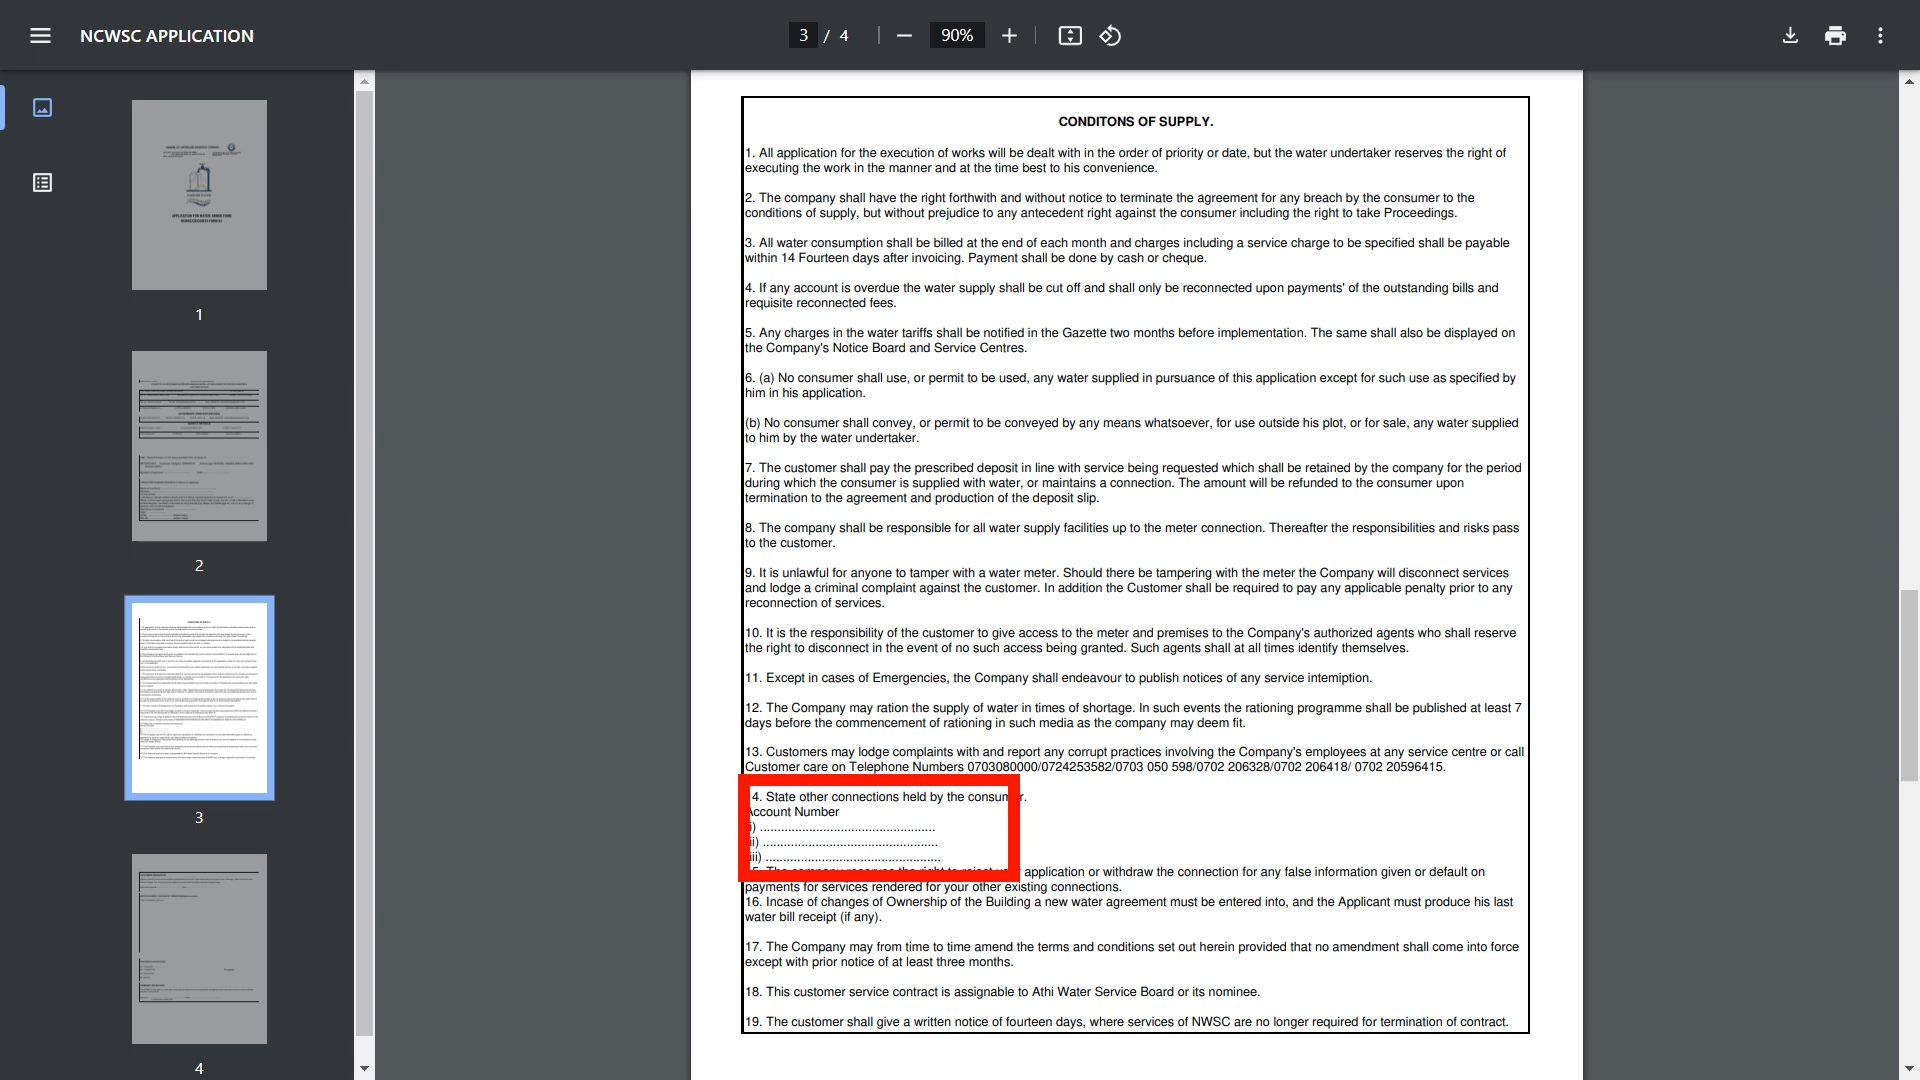 NCWSC APPLICATION
3 / 4
90%
1
2
3
4
CONDITONS OF SUPPLY.
1. All application for the execution of works will be dealt with in the order of priority or date, but the water undertaker reserves the right of
executing the work in the manner and at the time best to his convenience.
2. The company shall have the right forthwith and without notice to terminate the agreement for any breach by the consumer to the
conditions of supply, but without prejudice to any antecedent right against the consumer including the right to take Proceedings.
3. All water consumption shall be billed at the end of each month and charges including a service charge to be specified shall be payable
within 14 Fourteen days after invoicing. Payment shall be done by cash or cheque.
4. If any account is overdue the water supply shall be cut off and shall only be reconnected upon payments' of the outstanding bills and
requisite reconnected fees.
5. Any charges in the water tariffs shall be notified in the Gazette two months before implementation. The same shall also be displayed on
the Company's Notice Board and Service Centres.
6. (a) No consumer shall use, or permit to be used, any water supplied in pursuance of this application except for such use as specified by
him in his application.
(b) No consumer shall convey, or permit to be conveyed by any means whatsoever, for use outside his plot, or for sale, any water supplied
to him by the water undertaker.
7. The customer shall pay the prescribed deposit in line with service being requested which shall be retained by the company for the period
during which the consumer is supplied with water, or maintains a connection. The amount will be refunded to the consumer upon
termination to the agreement and production of the deposit slip.
8. The company shall be responsible for all water supply facilities up to the meter connection. Thereafter the responsibilities and risks pass
to the customer.
9. It is unlawful for anyone to tamper with a water meter. Should there be tampering with the meter the Company will disconnect services
and lodge a criminal complaint against the customer. In addition the Customer shall be required to pay any applicable penalty prior to any
reconnection of services.
10. It is the responsibility of the customer to give access to the meter and premises to the Company's authorized agents who shall reserve
the right to disconnect in the event of no such access being granted. Such agents shall at all times identify themselves.
11. Except in cases of Emergencies, the Company shall endeavour to publish notices of any service intemiption.
12. The Company may ration the supply of water in times of shortage. In such events the rationing programme shall be published at least 7
days before the commencement of rationing in such media as the company may deem fit.
13. Customers may lodge complaints with and report any corrupt practices involving the Company's employees at any service centre or call
Customer care on Telephone Numbers 0703080000/0724253582/0703 050 598/0702 206328/0702 206418/ 0702 20596415.
4. State other connections held by the consumer.
Account Number
i) ..................................................
ii) ..................................................
iii) ..................................................
5. The company reserves the right to reject your application or withdraw the connection for any false information given or default on
payments for services rendered for your other existing connections.
16. Incase of changes of Ownership of the Building a new water agreement must be entered into, and the Applicant must produce his last
water bill receipt (if any).
17. The Company may from time to time amend the terms and conditions set out herein provided that no amendment shall come into force
except with prior notice of at least three months.
18. This customer service contract is assignable to Athi Water Service Board or its nominee.
19. The customer shall give a written notice of fourteen days, where services of NWSC are no longer required for termination of contract.